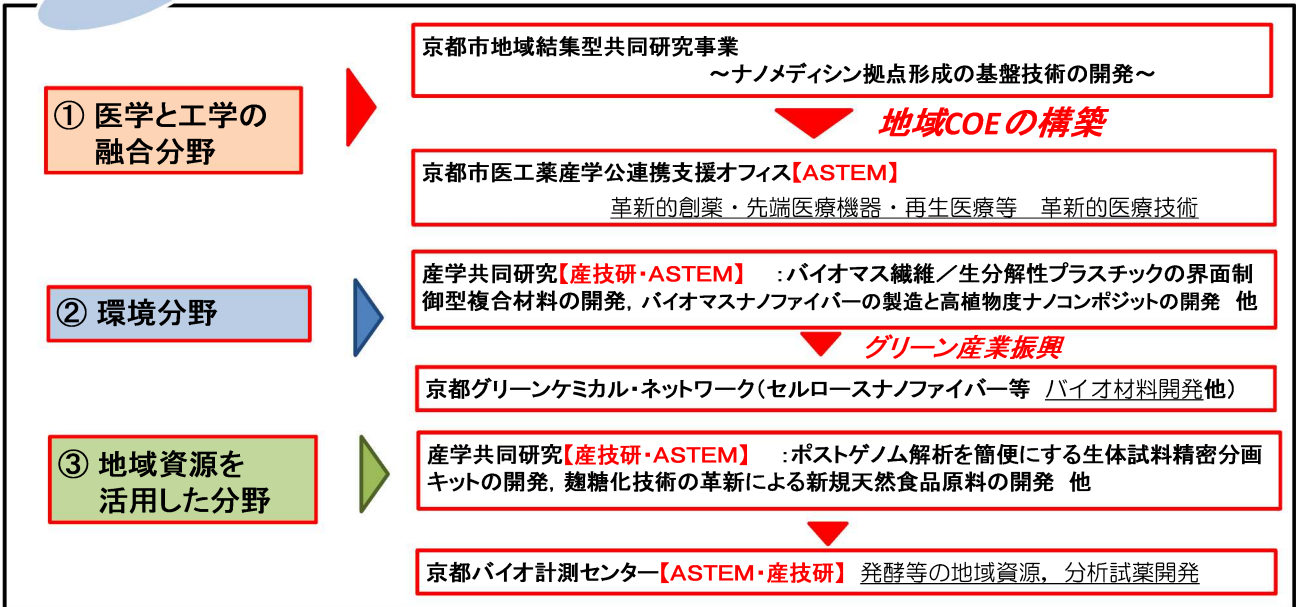 ① 医学と工学の
融合分野
京都市地域結集型共同研究事業
～ナノメディシン拠点形成の基盤技術の開発～
地域COEの構築
京都市医工薬産学公連携支援オフィス【ASTEM】
革新的創薬・先端医療機器・再生医療等　革新的医療技術
② 環境分野
産学共同研究【産技研・ASTEM】　：バイオマス繊維／生分解性プラスチックの界面制
御型複合材料の開発，バイオマスナノファイバーの製造と高植物度ナノコンポジットの開発 他
グリーン産業振興
京都グリーンケミカル・ネットワーク（セルロースナノファイバー等　バイオ材料開発他）
③ 地域資源を
活用した分野
産学共同研究【産技研・ASTEM】　：ポストゲノム解析を簡便にする生体試料精密分画
キットの開発，麹糖化技術の革新による新規天然食品原料の開発 他
京都バイオ計測センター【ASTEM・産技研】 発酵等の地域資源，分析試薬開発